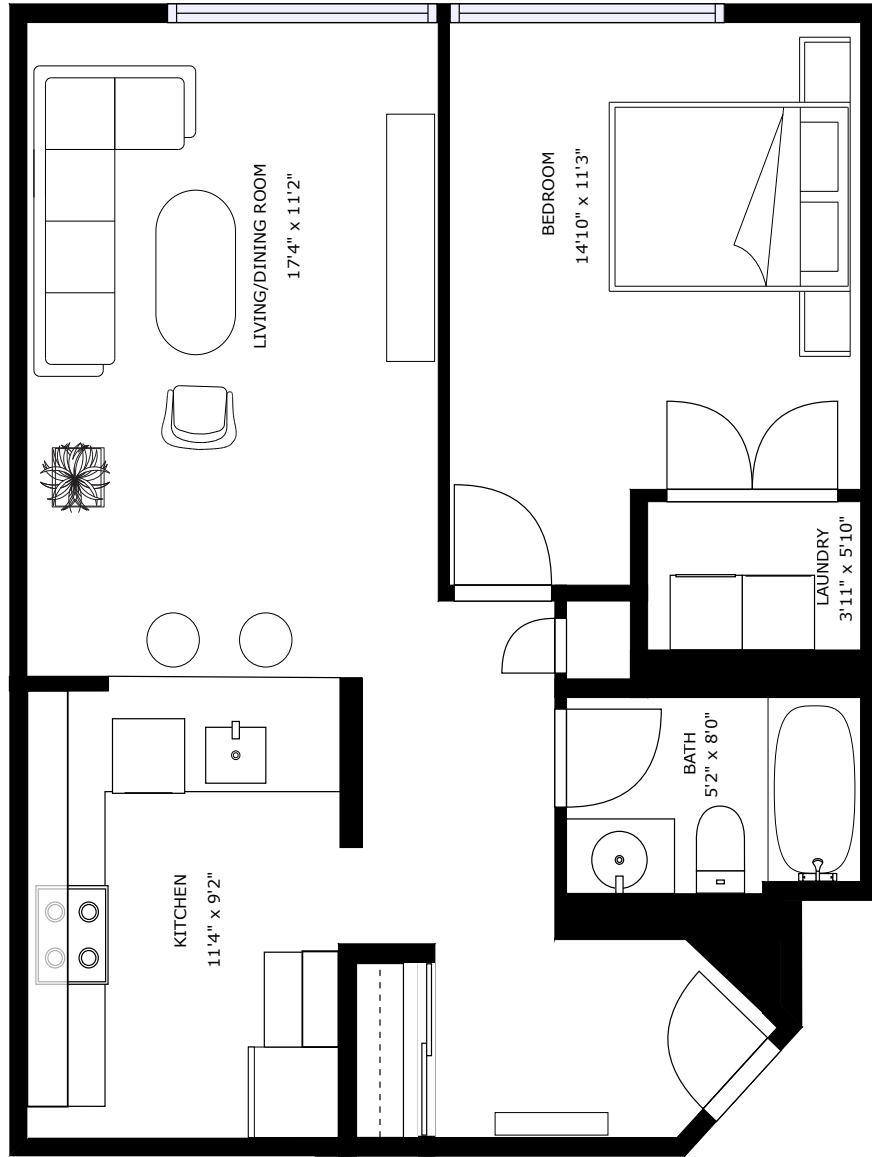 LIVING/DINING ROOM
17'4" x 11'2"
BEDROOM
14'10" x 11'3"
LAUNDRY
3'11" x 5'10"
BATH
5'2" x 8'0"
KITCHEN
11'4" x 9'2"